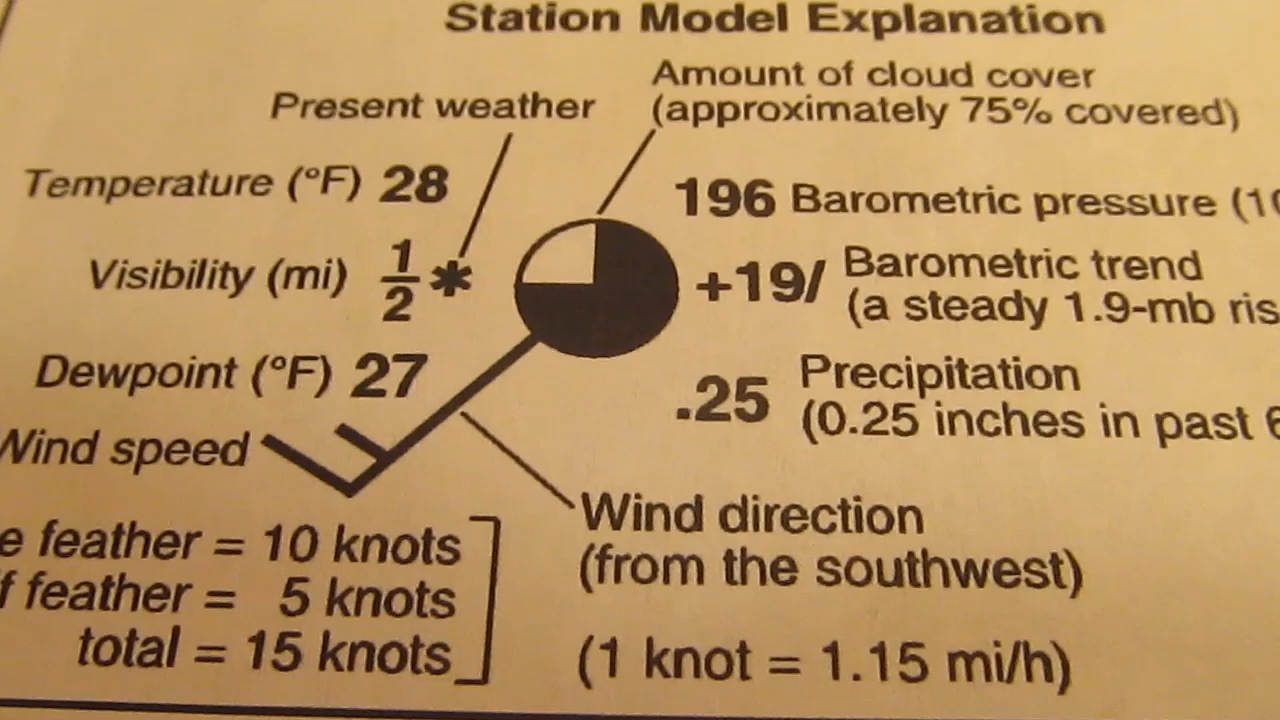 Station Model Explanation
Amount of cloud cover
Present weather
(approximately 75% covered)
Temperature (°F) 28
196 Barometric pressure
Visibility (mi) 1/2 *
+19/ Barometric trend
(a steady 1.9-mb
Dewpoint (°F) 27
.25 Precipitation
(0.25 inches in past
Wind speed
Wind direction
(from the southwest)
feather = 10 knots
feather = 5 knots
total = 15 knots
(1 knot = 1.15 mi/h)